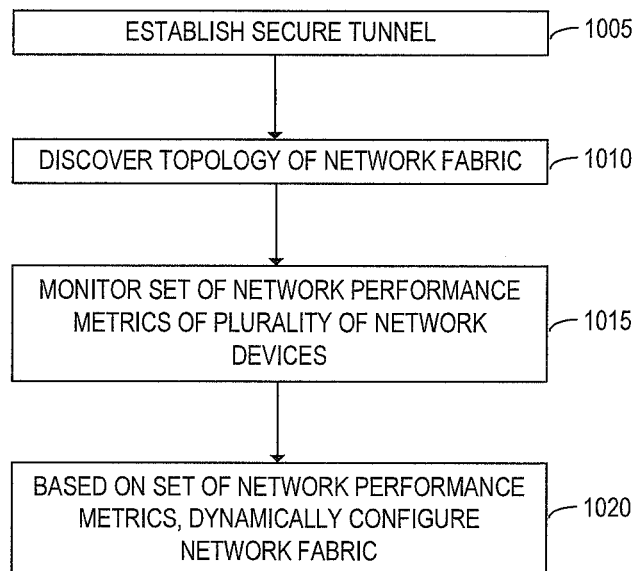 ESTABLISH SECURE TUNNEL
1005
DISCOVER TOPOLOGY OF NETWORK FABRIC
1010
MONITOR SET OF NETWORK PERFORMANCE
METRICS OF PLURALITY OF NETWORK
DEVICES
1015
BASED ON SET OF NETWORK PERFORMANCE
METRICS, DYNAMICALLY CONFIGURE
NETWORK FABRIC
1020